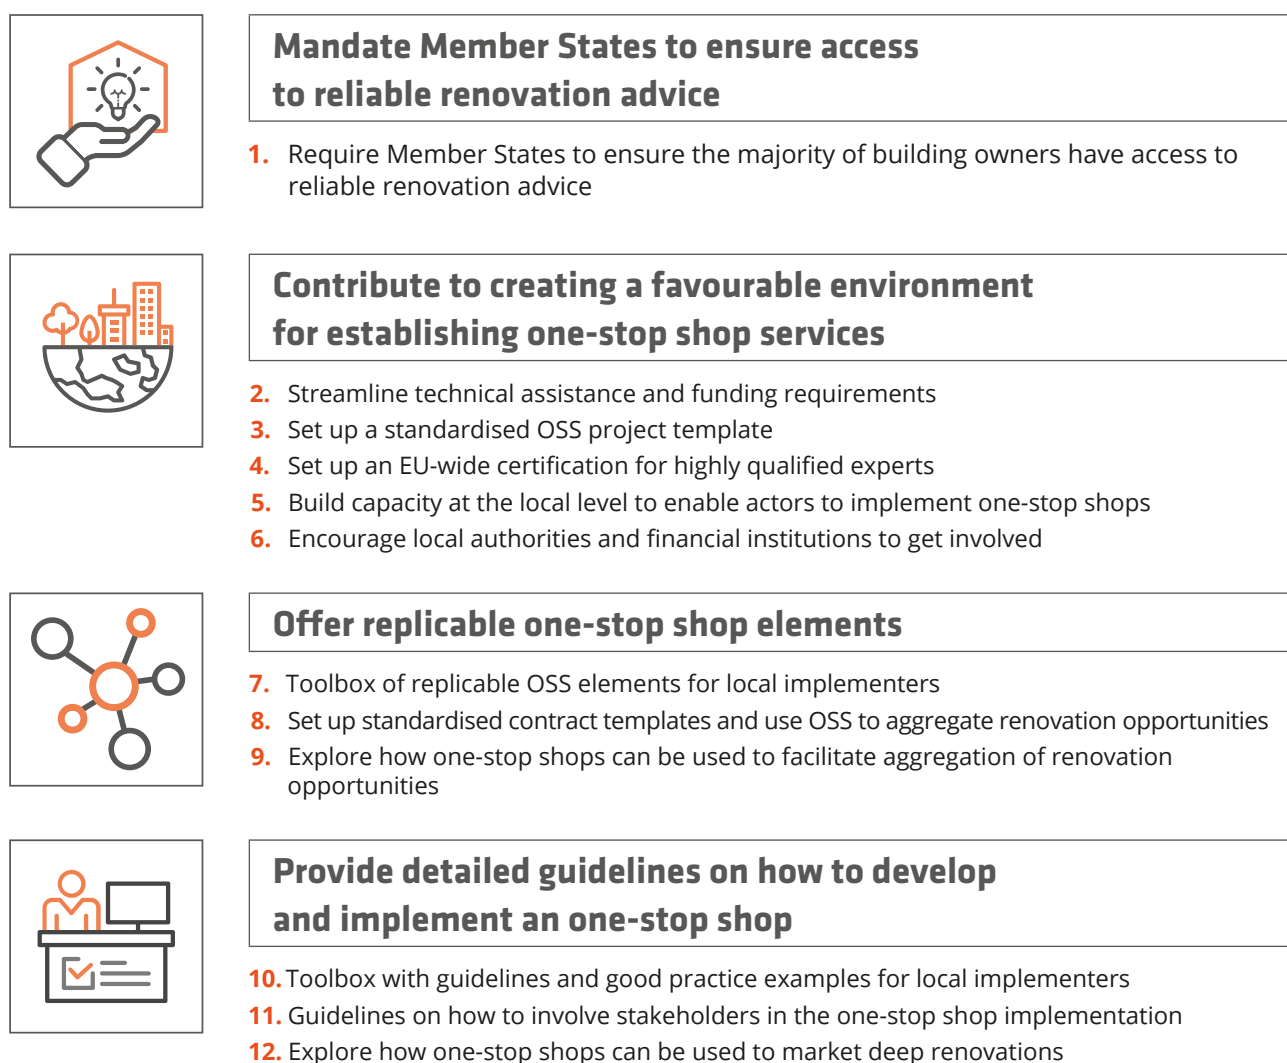 Mandate Member States to ensure access
to reliable renovation advice
1. Require Member States to ensure the majority of building owners have access to
reliable renovation advice
Contribute to creating a favourable environment
for establishing one-stop shop services
2. Streamline technical assistance and funding requirements
3. Set up a standardised OSS project template
4. Set up an EU-wide certification for highly qualified experts
5. Build capacity at the local level to enable actors to implement one-stop shops
6. Encourage local authorities and financial institutions to get involved
Offer replicable one-stop shop elements
7. Toolbox of replicable OSS elements for local implementers
8. Set up standardised contract templates and use OSS to aggregate renovation opportunities
9. Explore how one-stop shops can be used to facilitate aggregation of renovation
opportunities
Provide detailed guidelines on how to develop
and implement an one-stop shop
10. Toolbox with guidelines and good practice examples for local implementers
11. Guidelines on how to involve stakeholders in the one-stop shop implementation
12. Explore how one-stop shops can be used to market deep renovations